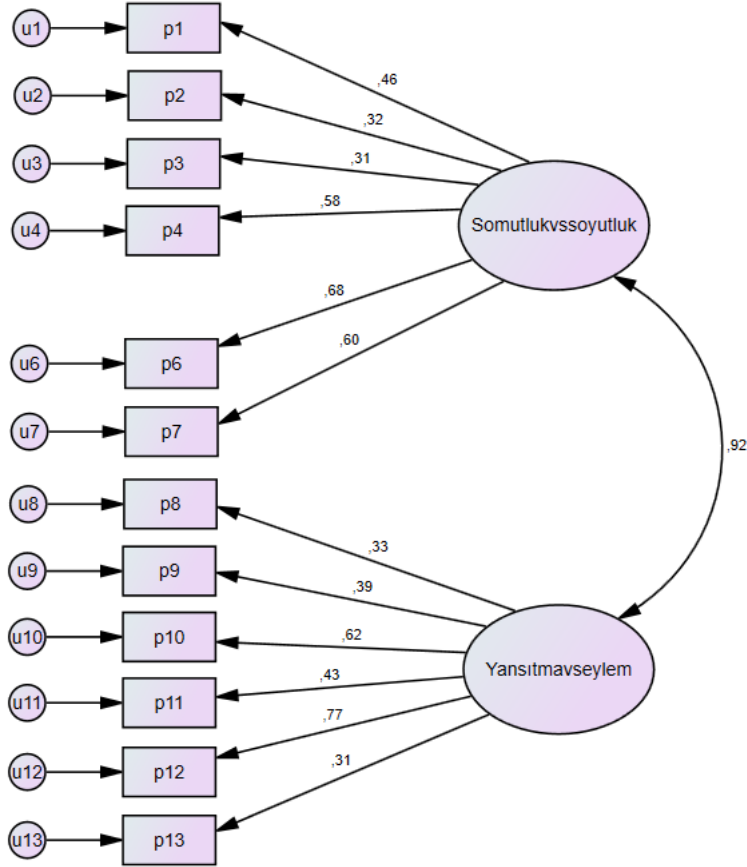 u1 p1
,46
u2 p2
,32
u3 p3
,31
u4 p4
,58
Somutlukvssoyutluk
,68
u6 p6
,60
u7 p7
,92
u8 p8
,33
u9 p9
,39
u10 p10
,62
Yansıtmavseylem
u11 p11
,43
,77
u12 p12
,31
u13 p13